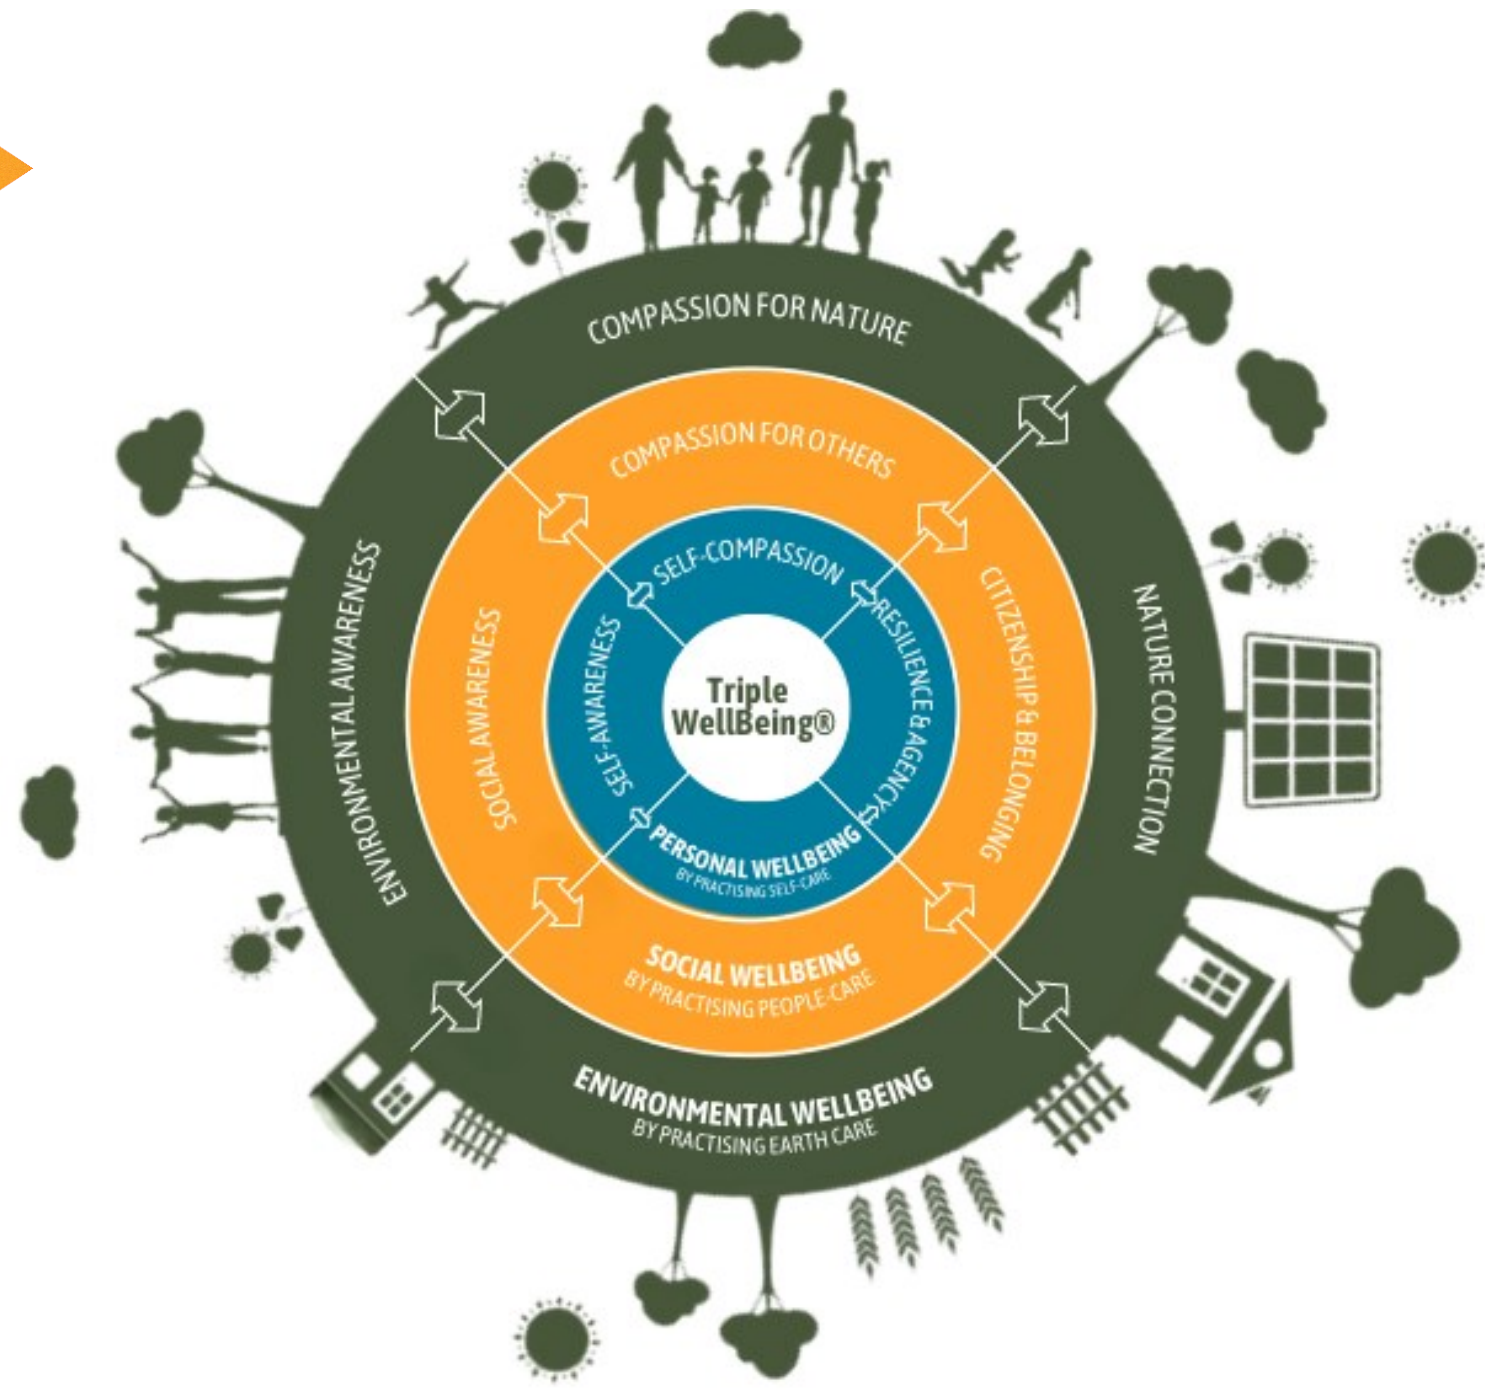 COMPASSION FOR NATURE
COMPASSION FOR OTHERS
SELF-COMPASSION
ENVIRONMENTAL AWARENESS
SOCIAL AWARENESS
SELF-AWARENESS
Triple
WellBeing®
RESILIENCE & AGENCY
CITIZENSHIP & BELONGING
NATURE CONNECTION
PERSONAL WELLBEING
BY PRACTISING SELF-CARE
SOCIAL WELLBEING
BY PRACTISING PEOPLE-CARE
ENVIRONMENTAL WELLBEING
BY PRACTISING EARTH CARE